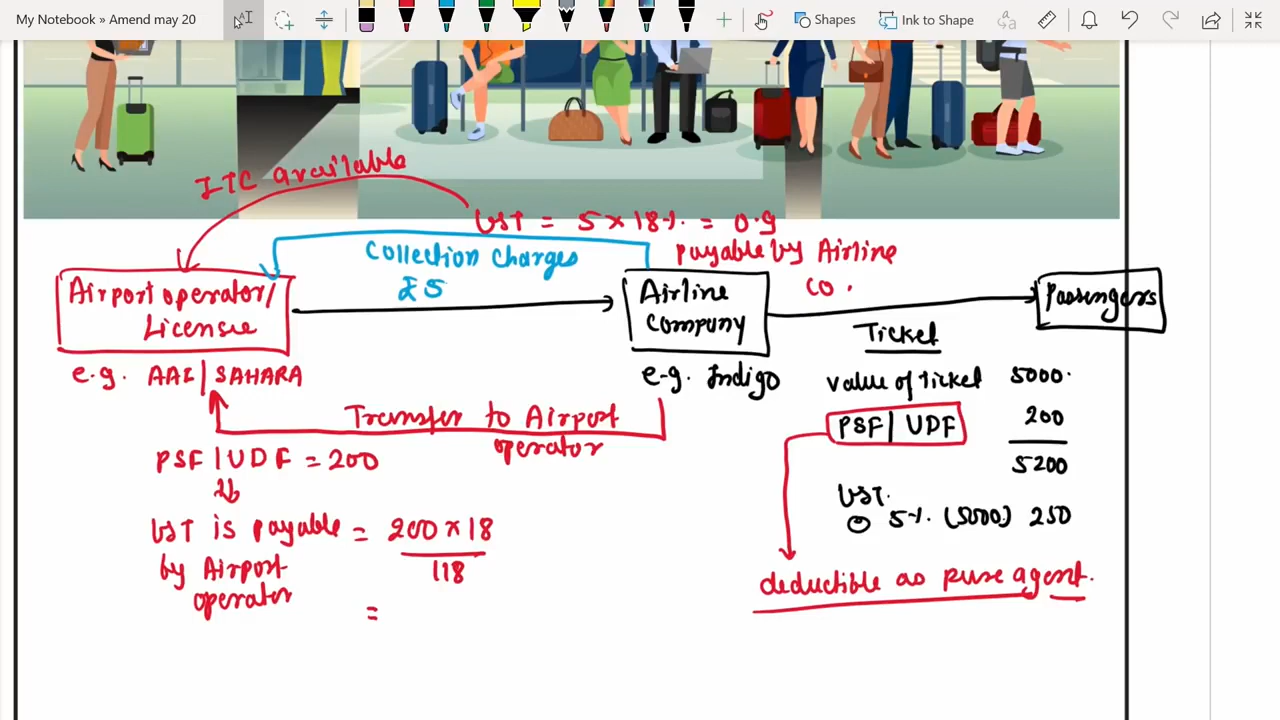 My Notebook » Amend may 20
Shapes
Ink to Shape
ITC available
GST = 5 x 18% = 0.9
Collection Charges
₹5
payable by Airline
co.
Airport operator/
Licensie
Airline
Company
Passengers
Ticket
e.g. AAI | SAHARA
e.g. Indigo
value of Ticket 5000.
Transfer to Airport
operator
PSF | UDF 200
5200
PSF | UDF = 200
GST
@ 5% (5000) 250
GST is payable = 200 x 18
by Airport
operator
118
=
deductible as pure agent.